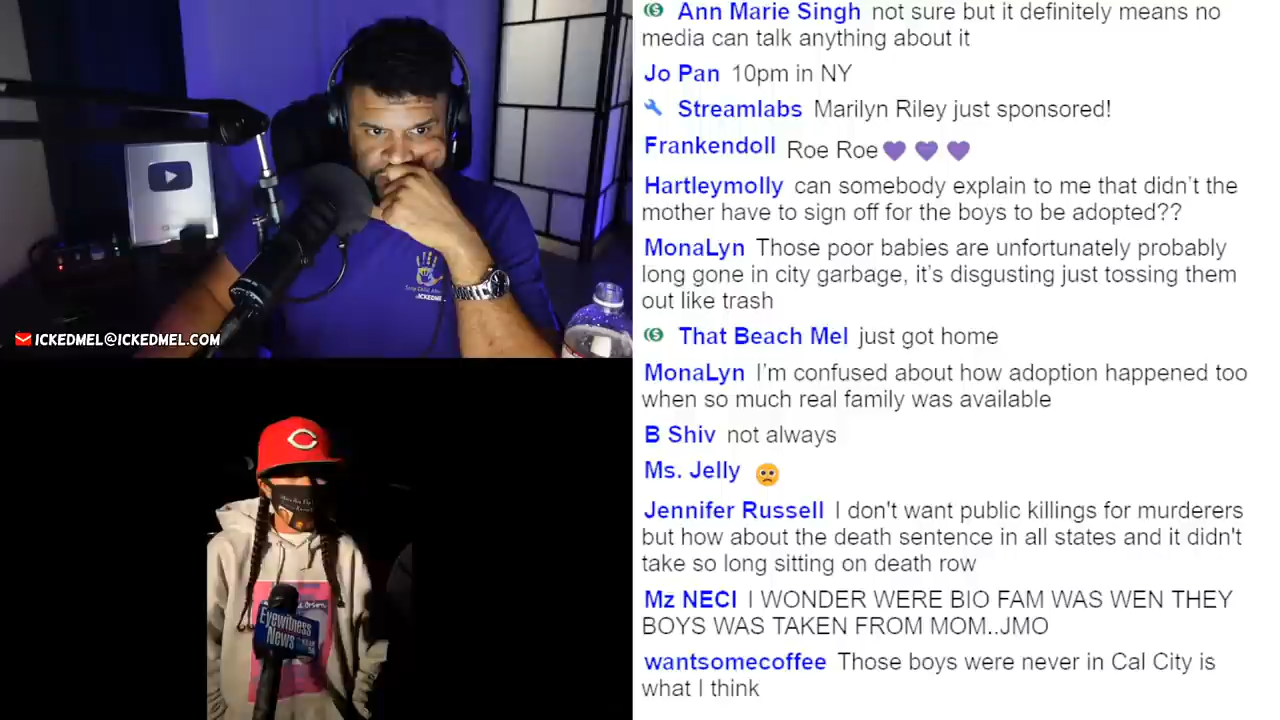 ICKEDMEL@ICKEDMEL.COM
Eyewitness
News
Ann Marie Singh not sure but it definitely means no
media can talk anything about it
Jo Pan 10pm in NY
Streamlabs Marilyn Riley just sponsored!
Frankendoll Roe Roe💜 💜 💜
Hartleymolly can somebody explain to me that didn't the
mother have to sign off for the boys to be adopted??
MonaLyn Those poor babies are unfortunately probably
long gone in city garbage, it's disgusting just tossing them
out like trash
That Beach Mel just got home
MonaLyn I'm confused about how adoption happened too
when so much real family was available
B Shiv not always
Ms. Jelly
Jennifer Russell I don't want public killings for murderers
but how about the death sentence in all states and it didn't
take so long sitting on death row
Mz NECI I WONDER WERE BIO FAM WAS WEN THEY
BOYS WAS TAKEN FROM MOM..JMO
wantsomecoffee Those boys were never in Cal City is
what I think